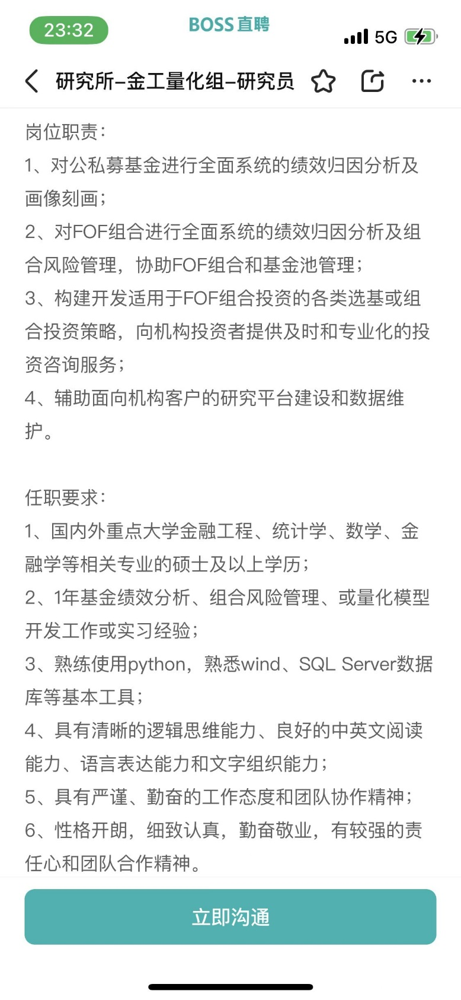 23:32
BOSS直聘
5G
研究所-金工量化组-研究员
岗位职责：
1、对公私募基金进行全面系统的绩效归因分析及
画像刻画；
2、对FOF组合进行全面系统的绩效归因分析及组
合风险管理，协助FOF组合和基金池管理；
3、构建开发适用于FOF组合投资的各类选基或组
合投资策略，向机构投资者提供及时和专业化的投
资咨询服务；
4、辅助面向机构客户的研究平台建设和数据维
护。
任职要求：
1、国内外重点大学金融工程、统计学、数学、金
融学等相关专业的硕士及以上学历；
2、1年基金绩效分析、组合风险管理、或量化模型
开发工作或实习经验；
3、熟练使用python，熟悉wind、SQL Server数据
库等基本工具；
4、具有清晰的逻辑思维能力、良好的中英文阅读
能力、语言表达能力和文字组织能力；
5、具有严谨、勤奋的工作态度和团队协作精神；
6、性格开朗，细致认真，勤奋敬业，有较强的责
任心和团队合作精神。
立即沟通